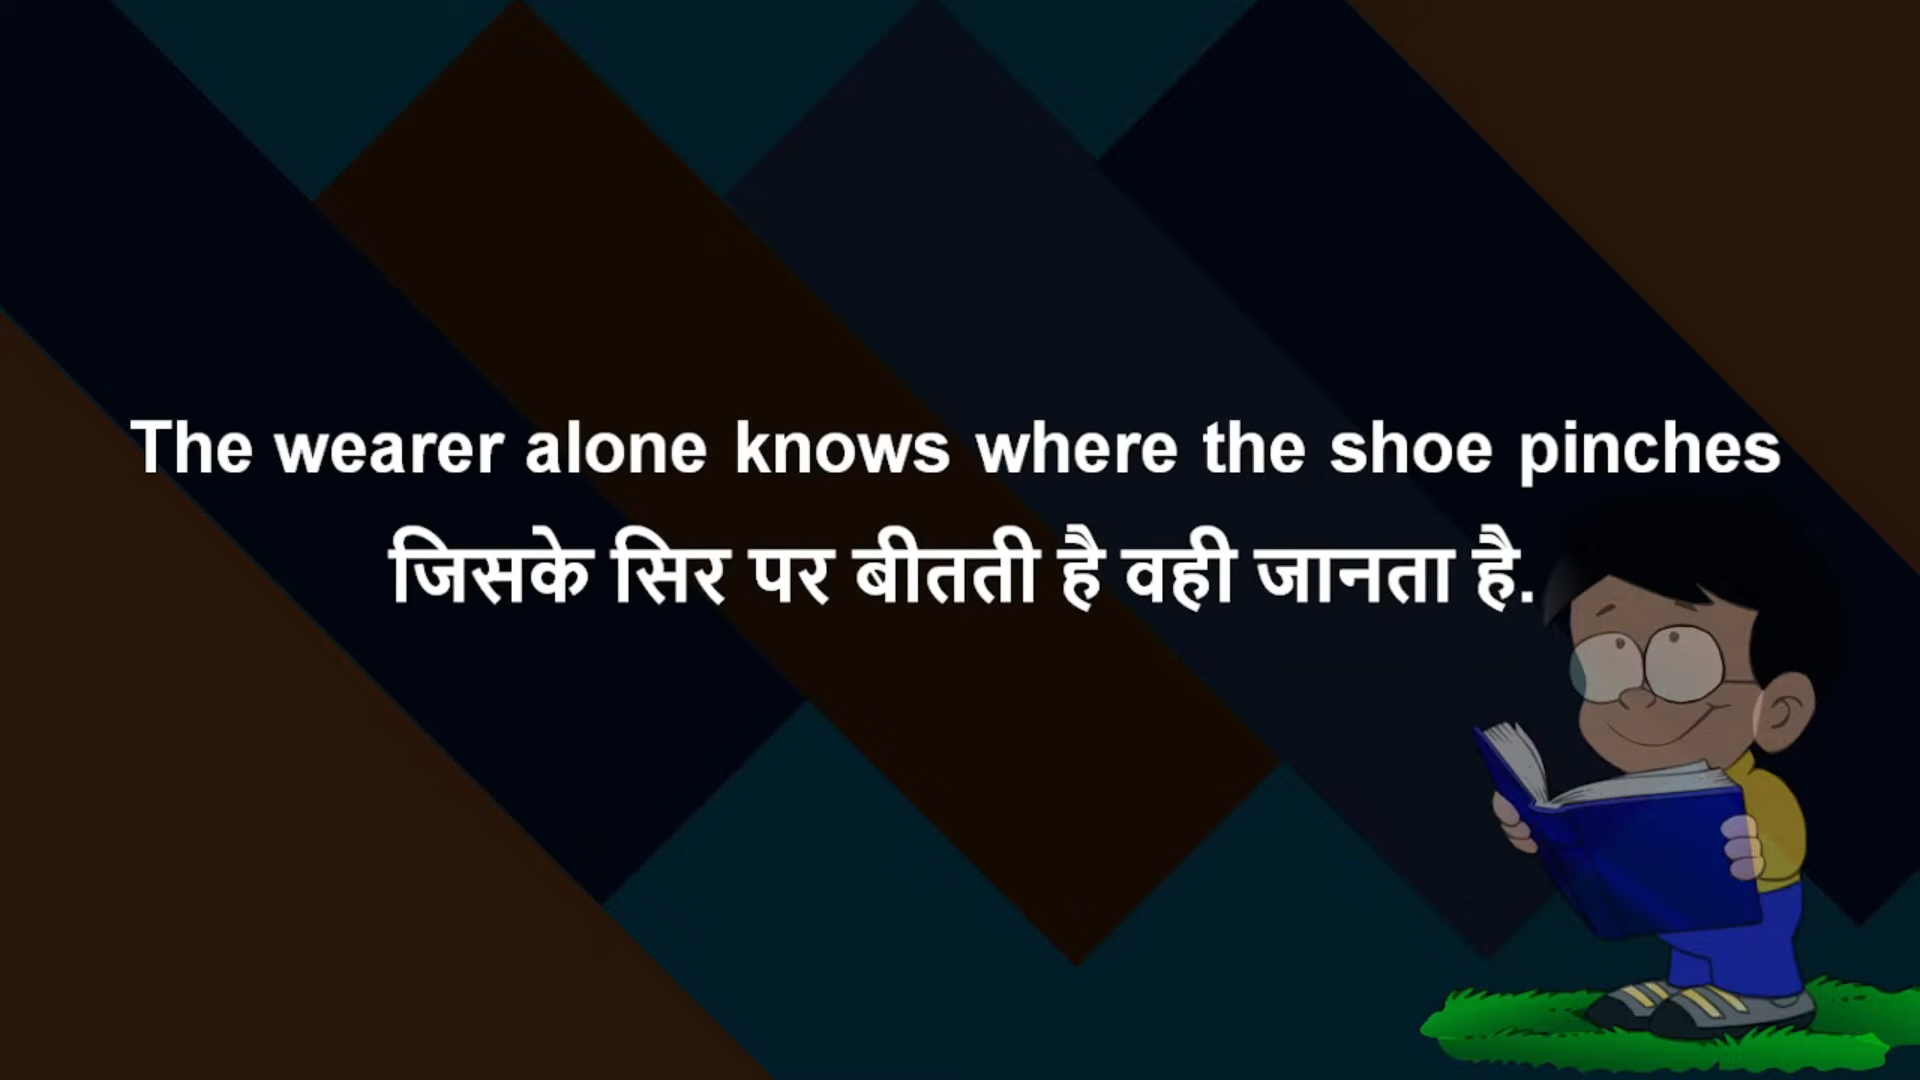 The wearer alone knows where the shoe pinches
जिसके सिर पर बीतती है वही जानता है.